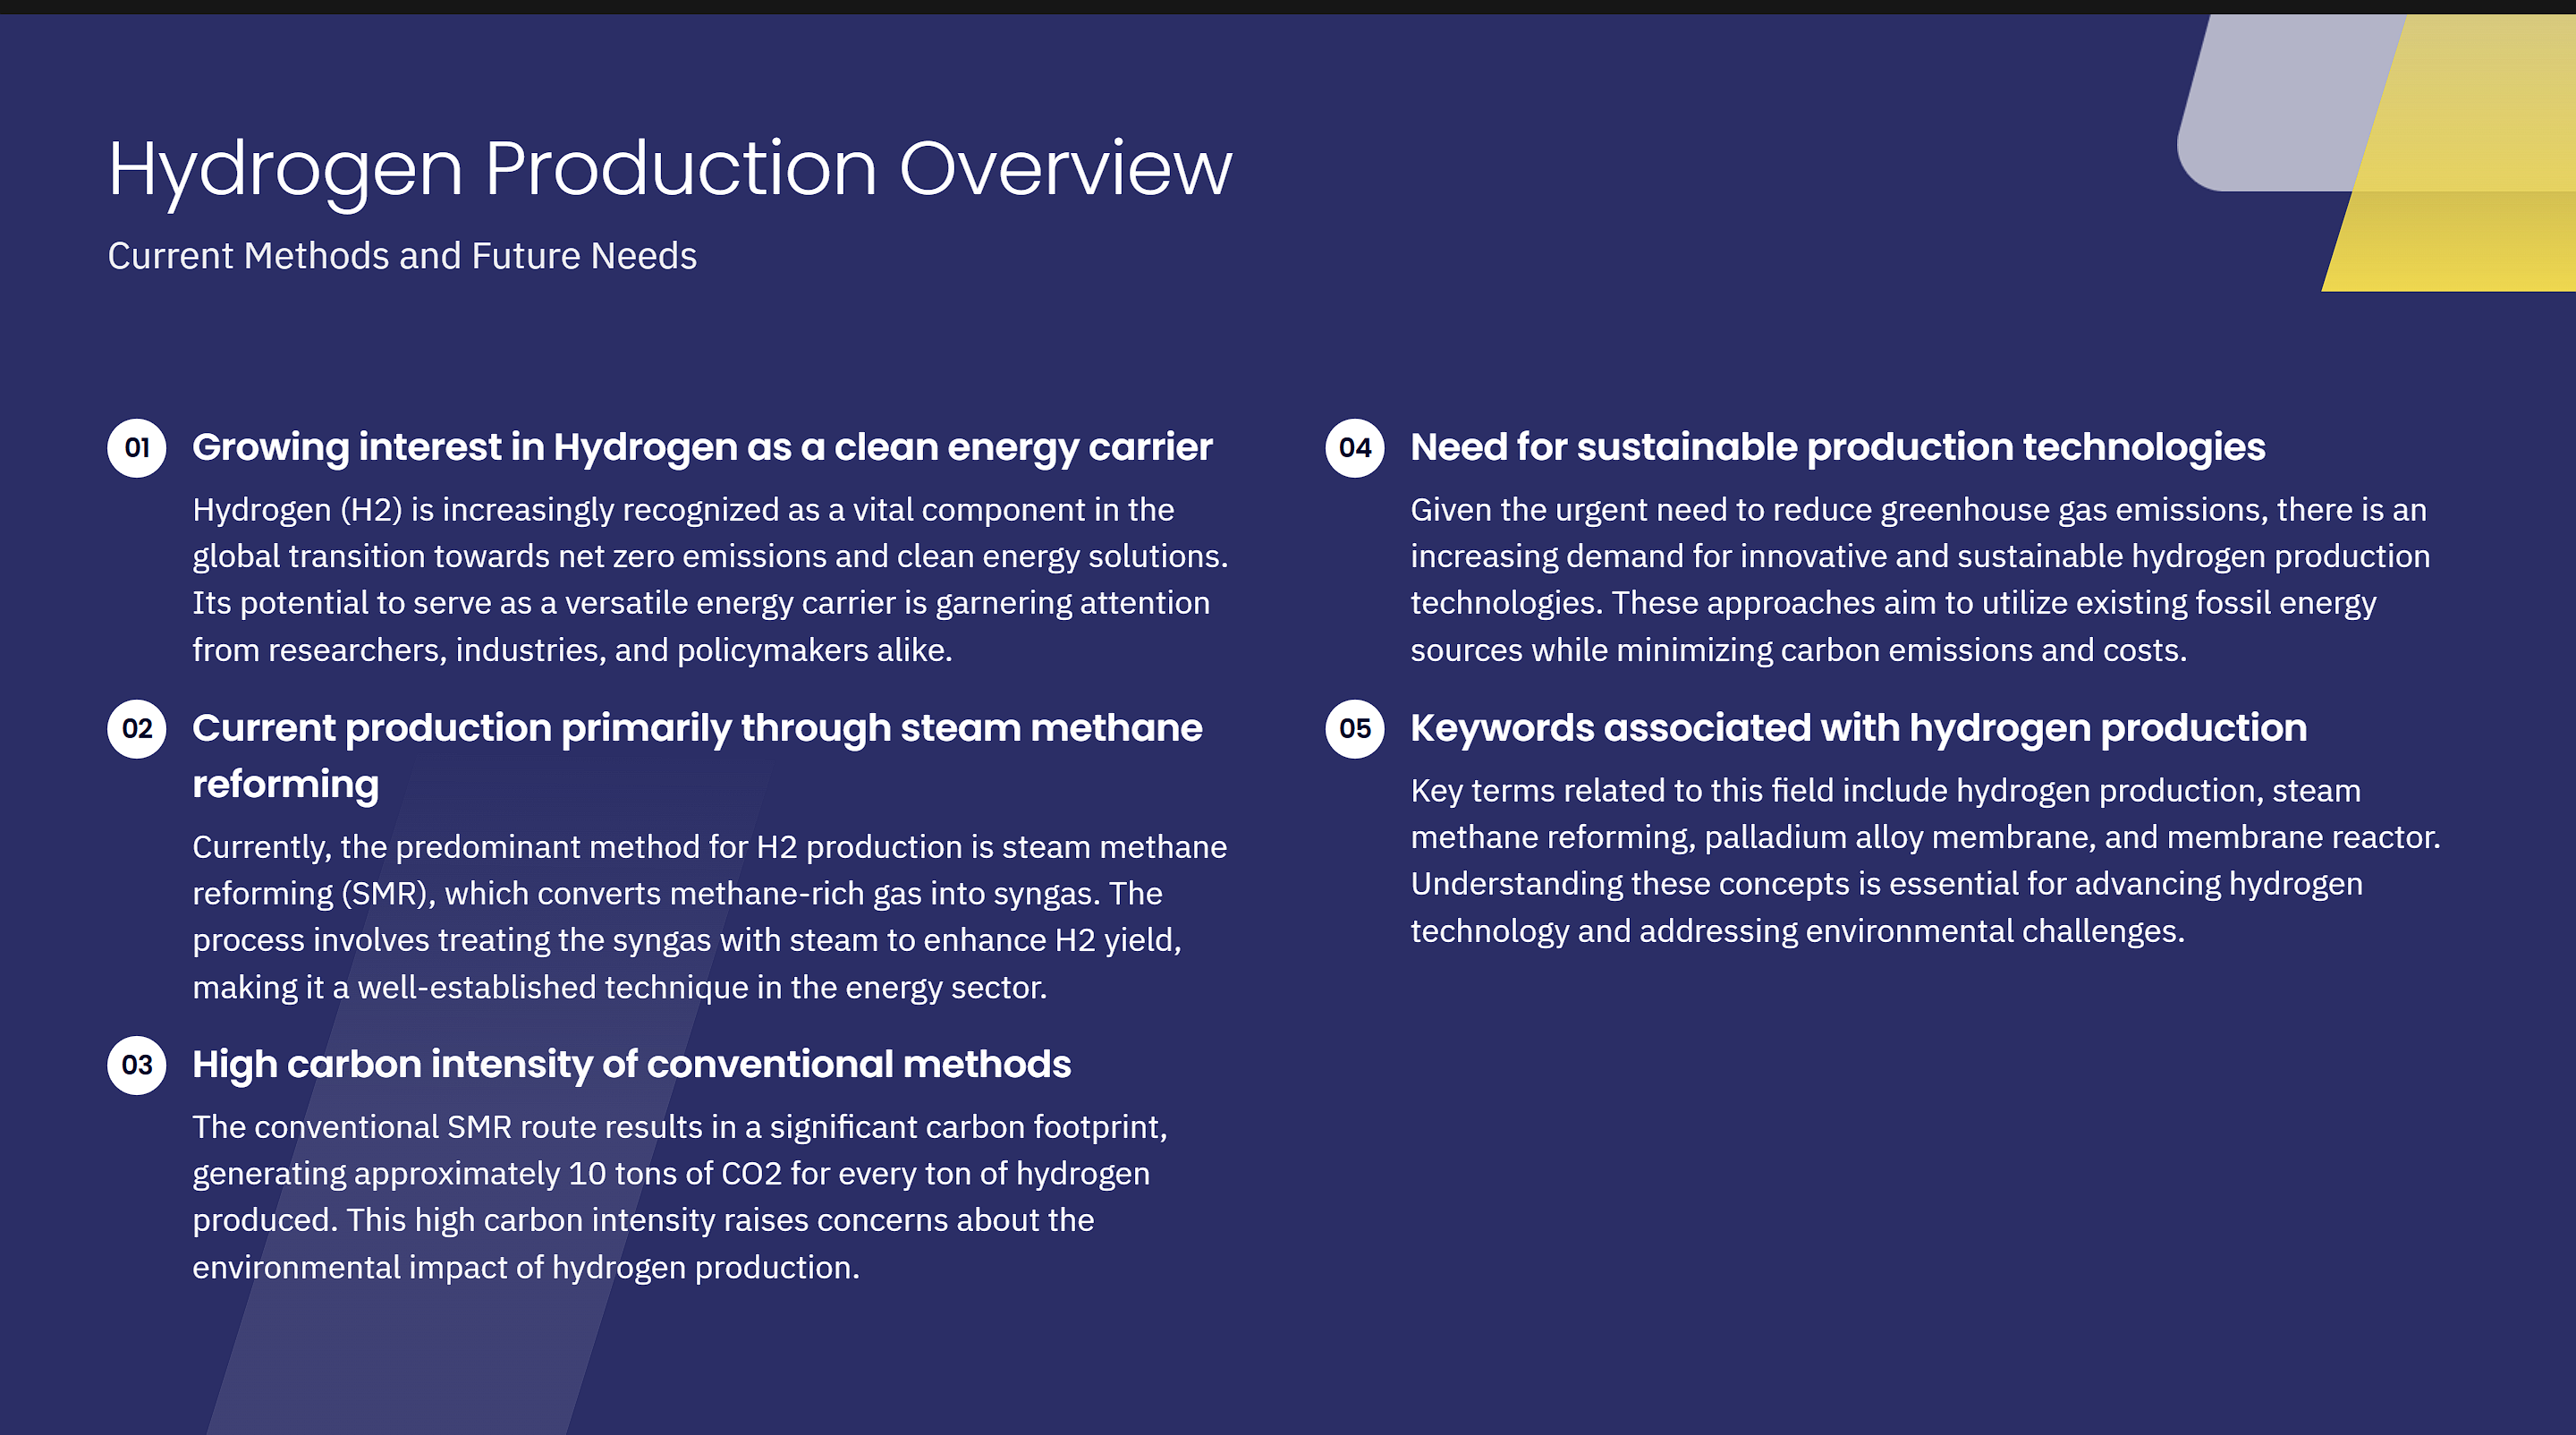 Hydrogen Production Overview
Current Methods and Future Needs
01
Growing interest in Hydrogen as a clean energy carrier
Hydrogen (H2) is increasingly recognized as a vital component in the
global transition towards net zero emissions and clean energy solutions.
Its potential to serve as a versatile energy carrier is garnering attention
from researchers, industries, and policymakers alike.
02
Current production primarily through steam methane
reforming
Currently, the predominant method for H2 production is steam methane
reforming (SMR), which converts methane-rich gas into syngas. The
process involves treating the syngas with steam to enhance H2 yield,
making it a well-established technique in the energy sector.
03
High carbon intensity of conventional methods
The conventional SMR route results in a significant carbon footprint,
generating approximately 10 tons of CO2 for every ton of hydrogen
produced. This high carbon intensity raises concerns about the
environmental impact of hydrogen production.
04
Need for sustainable production technologies
Given the urgent need to reduce greenhouse gas emissions, there is an
increasing demand for innovative and sustainable hydrogen production
technologies. These approaches aim to utilize existing fossil energy
sources while minimizing carbon emissions and costs.
05
Keywords associated with hydrogen production
Key terms related to this field include hydrogen production, steam
methane reforming, palladium alloy membrane, and membrane reactor.
Understanding these concepts is essential for advancing hydrogen
technology and addressing environmental challenges.